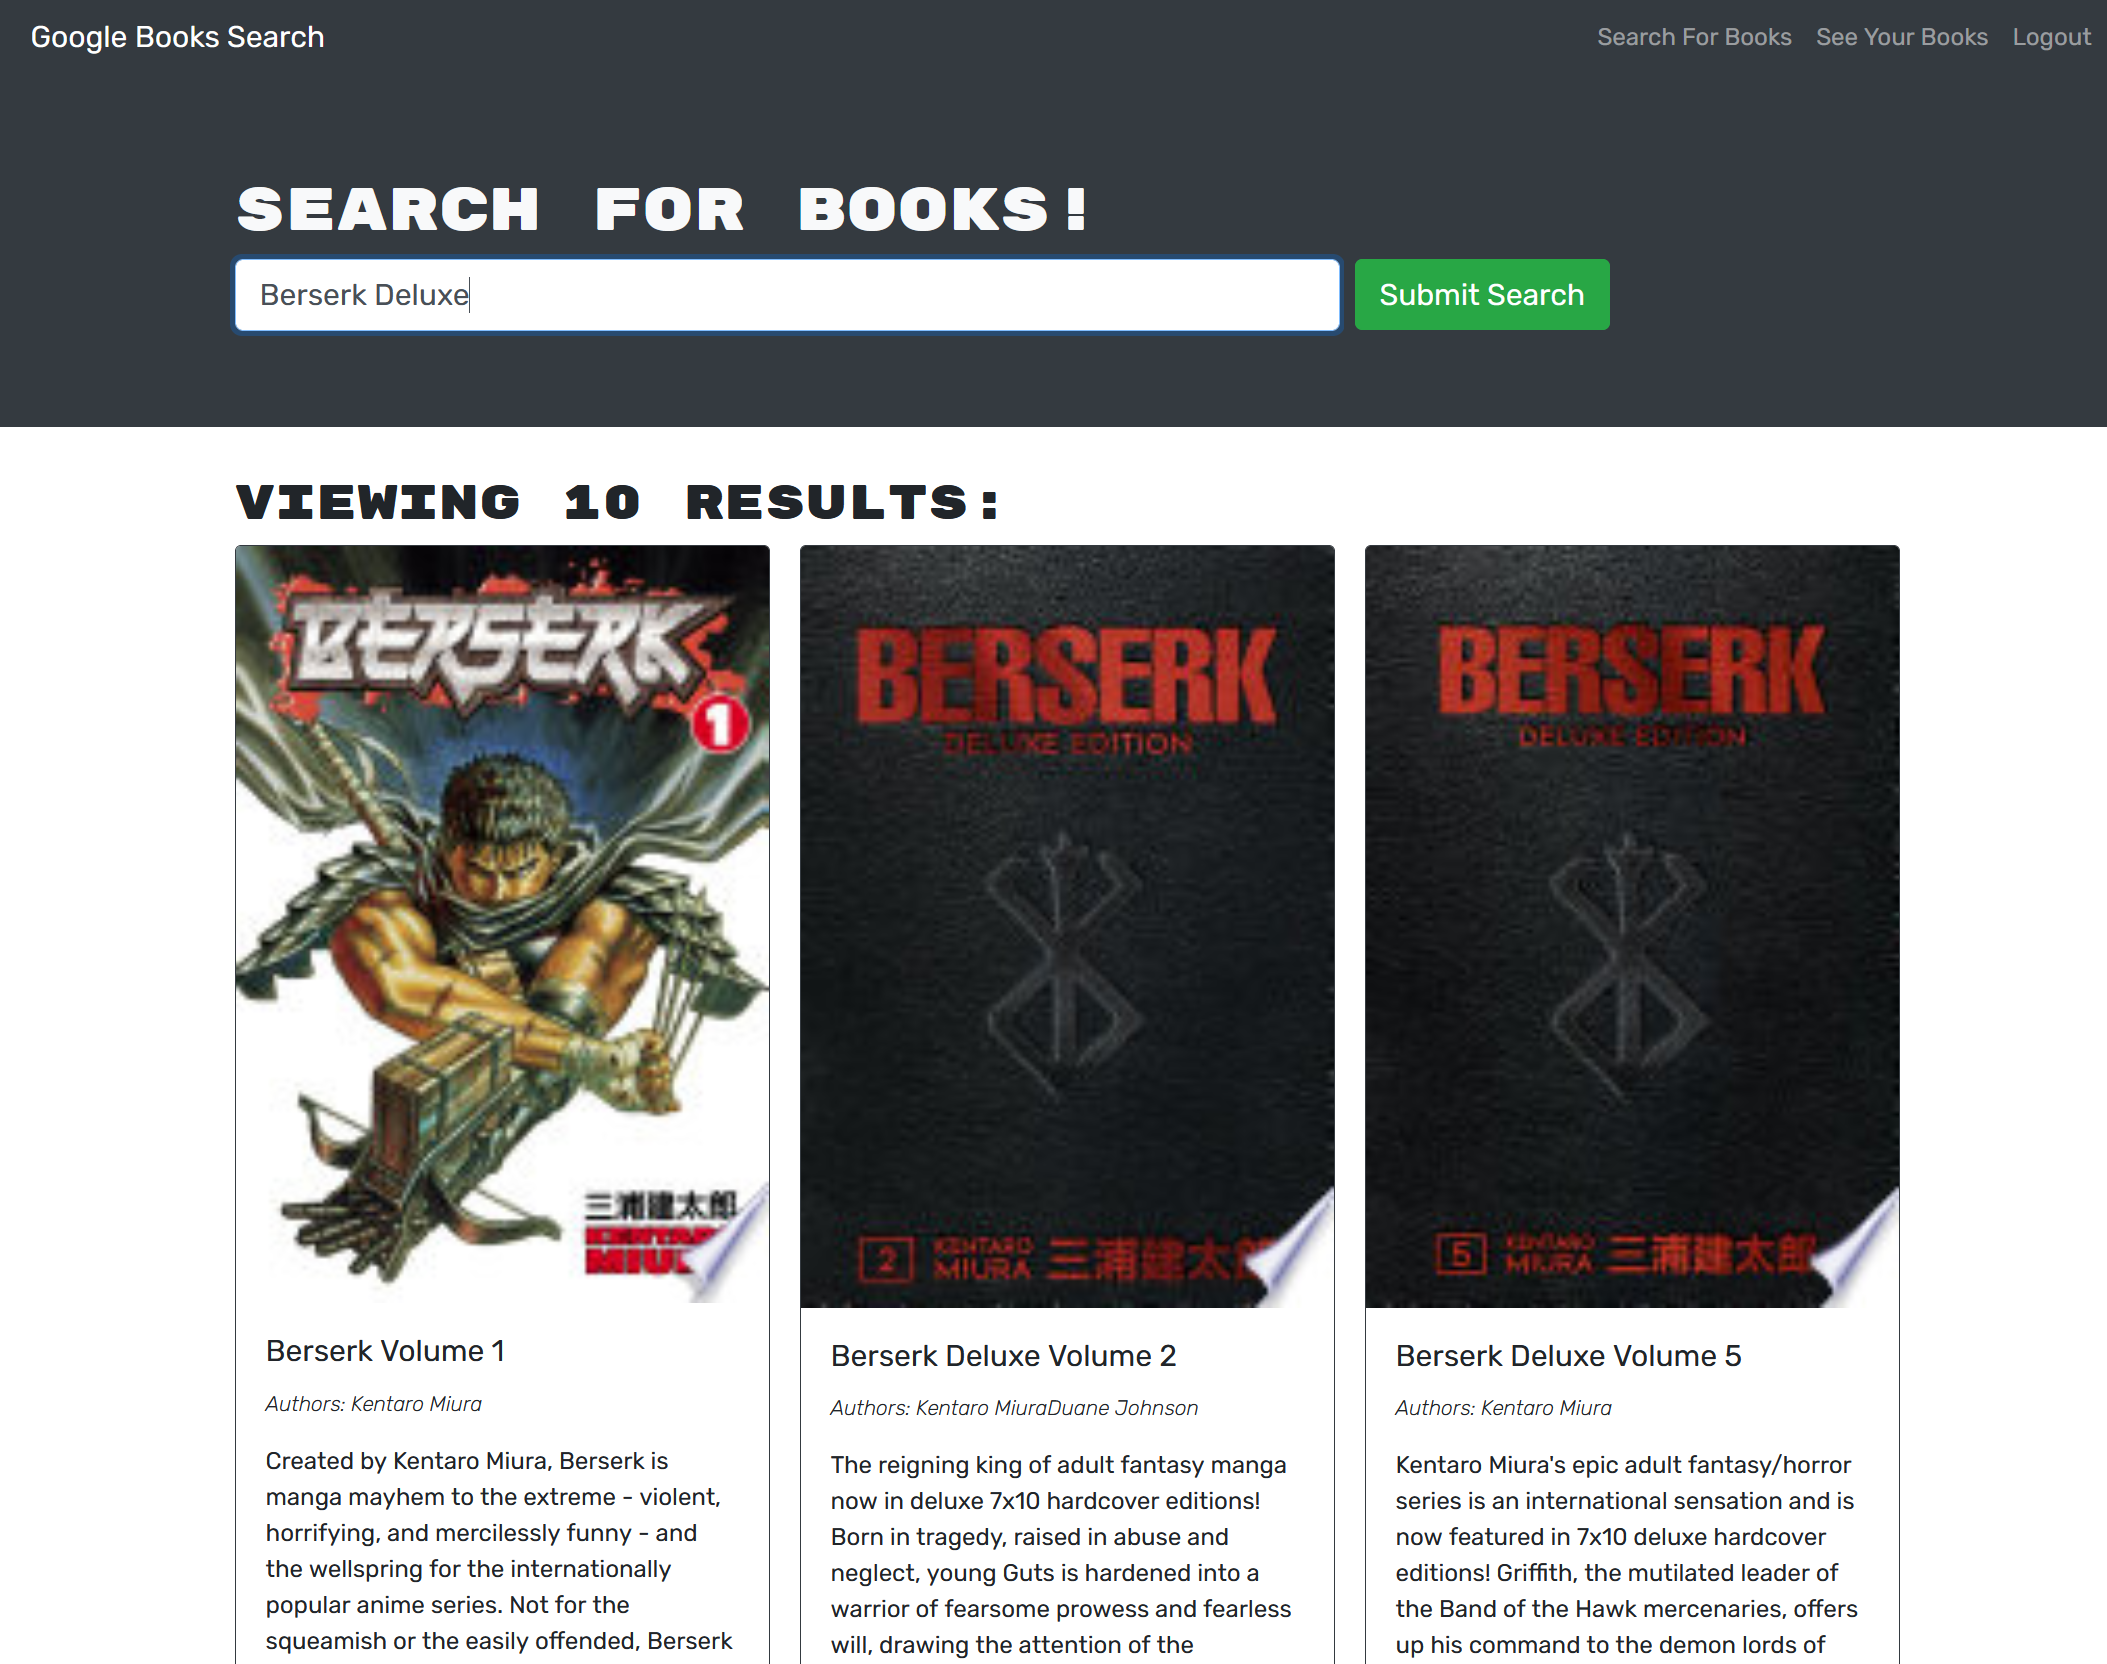 Google Books Search
Search For Books
See Your Books
Logout
SEARCH FOR BOOKS!
Berserk Deluxe
Submit Search
VIEWING 10 RESULTS:
BERSERK
1
三浦建太郎
BERSERK
DELUXE EDITION
2
KENTARO
MIURA
三浦建太郎
BERSERK
DELUXE EDITION
5
KENTARO
MIURA
三浦建太郎
Berserk Volume 1
Authors: Kentaro Miura
Created by Kentaro Miura, Berserk is
manga mayhem to the extreme - violent,
horrifying, and mercilessly funny - and
the wellspring for the internationally
popular anime series. Not for the
squeamish or the easily offended, Berserk
Berserk Deluxe Volume 2
Authors: Kentaro MiuraDuane Johnson
The reigning king of adult fantasy manga
now in deluxe 7x10 hardcover editions!
Born in tragedy, raised in abuse and
neglect, young Guts is hardened into a
warrior of fearsome prowess and fearless
will, drawing the attention of the
Berserk Deluxe Volume 5
Authors: Kentaro Miura
Kentaro Miura's epic adult fantasy/horror
series is an international sensation and is
now featured in 7x10 deluxe hardcover
editions! Griffith, the mutilated leader of
the Band of the Hawk mercenaries, offers
up his command to the demon lords of